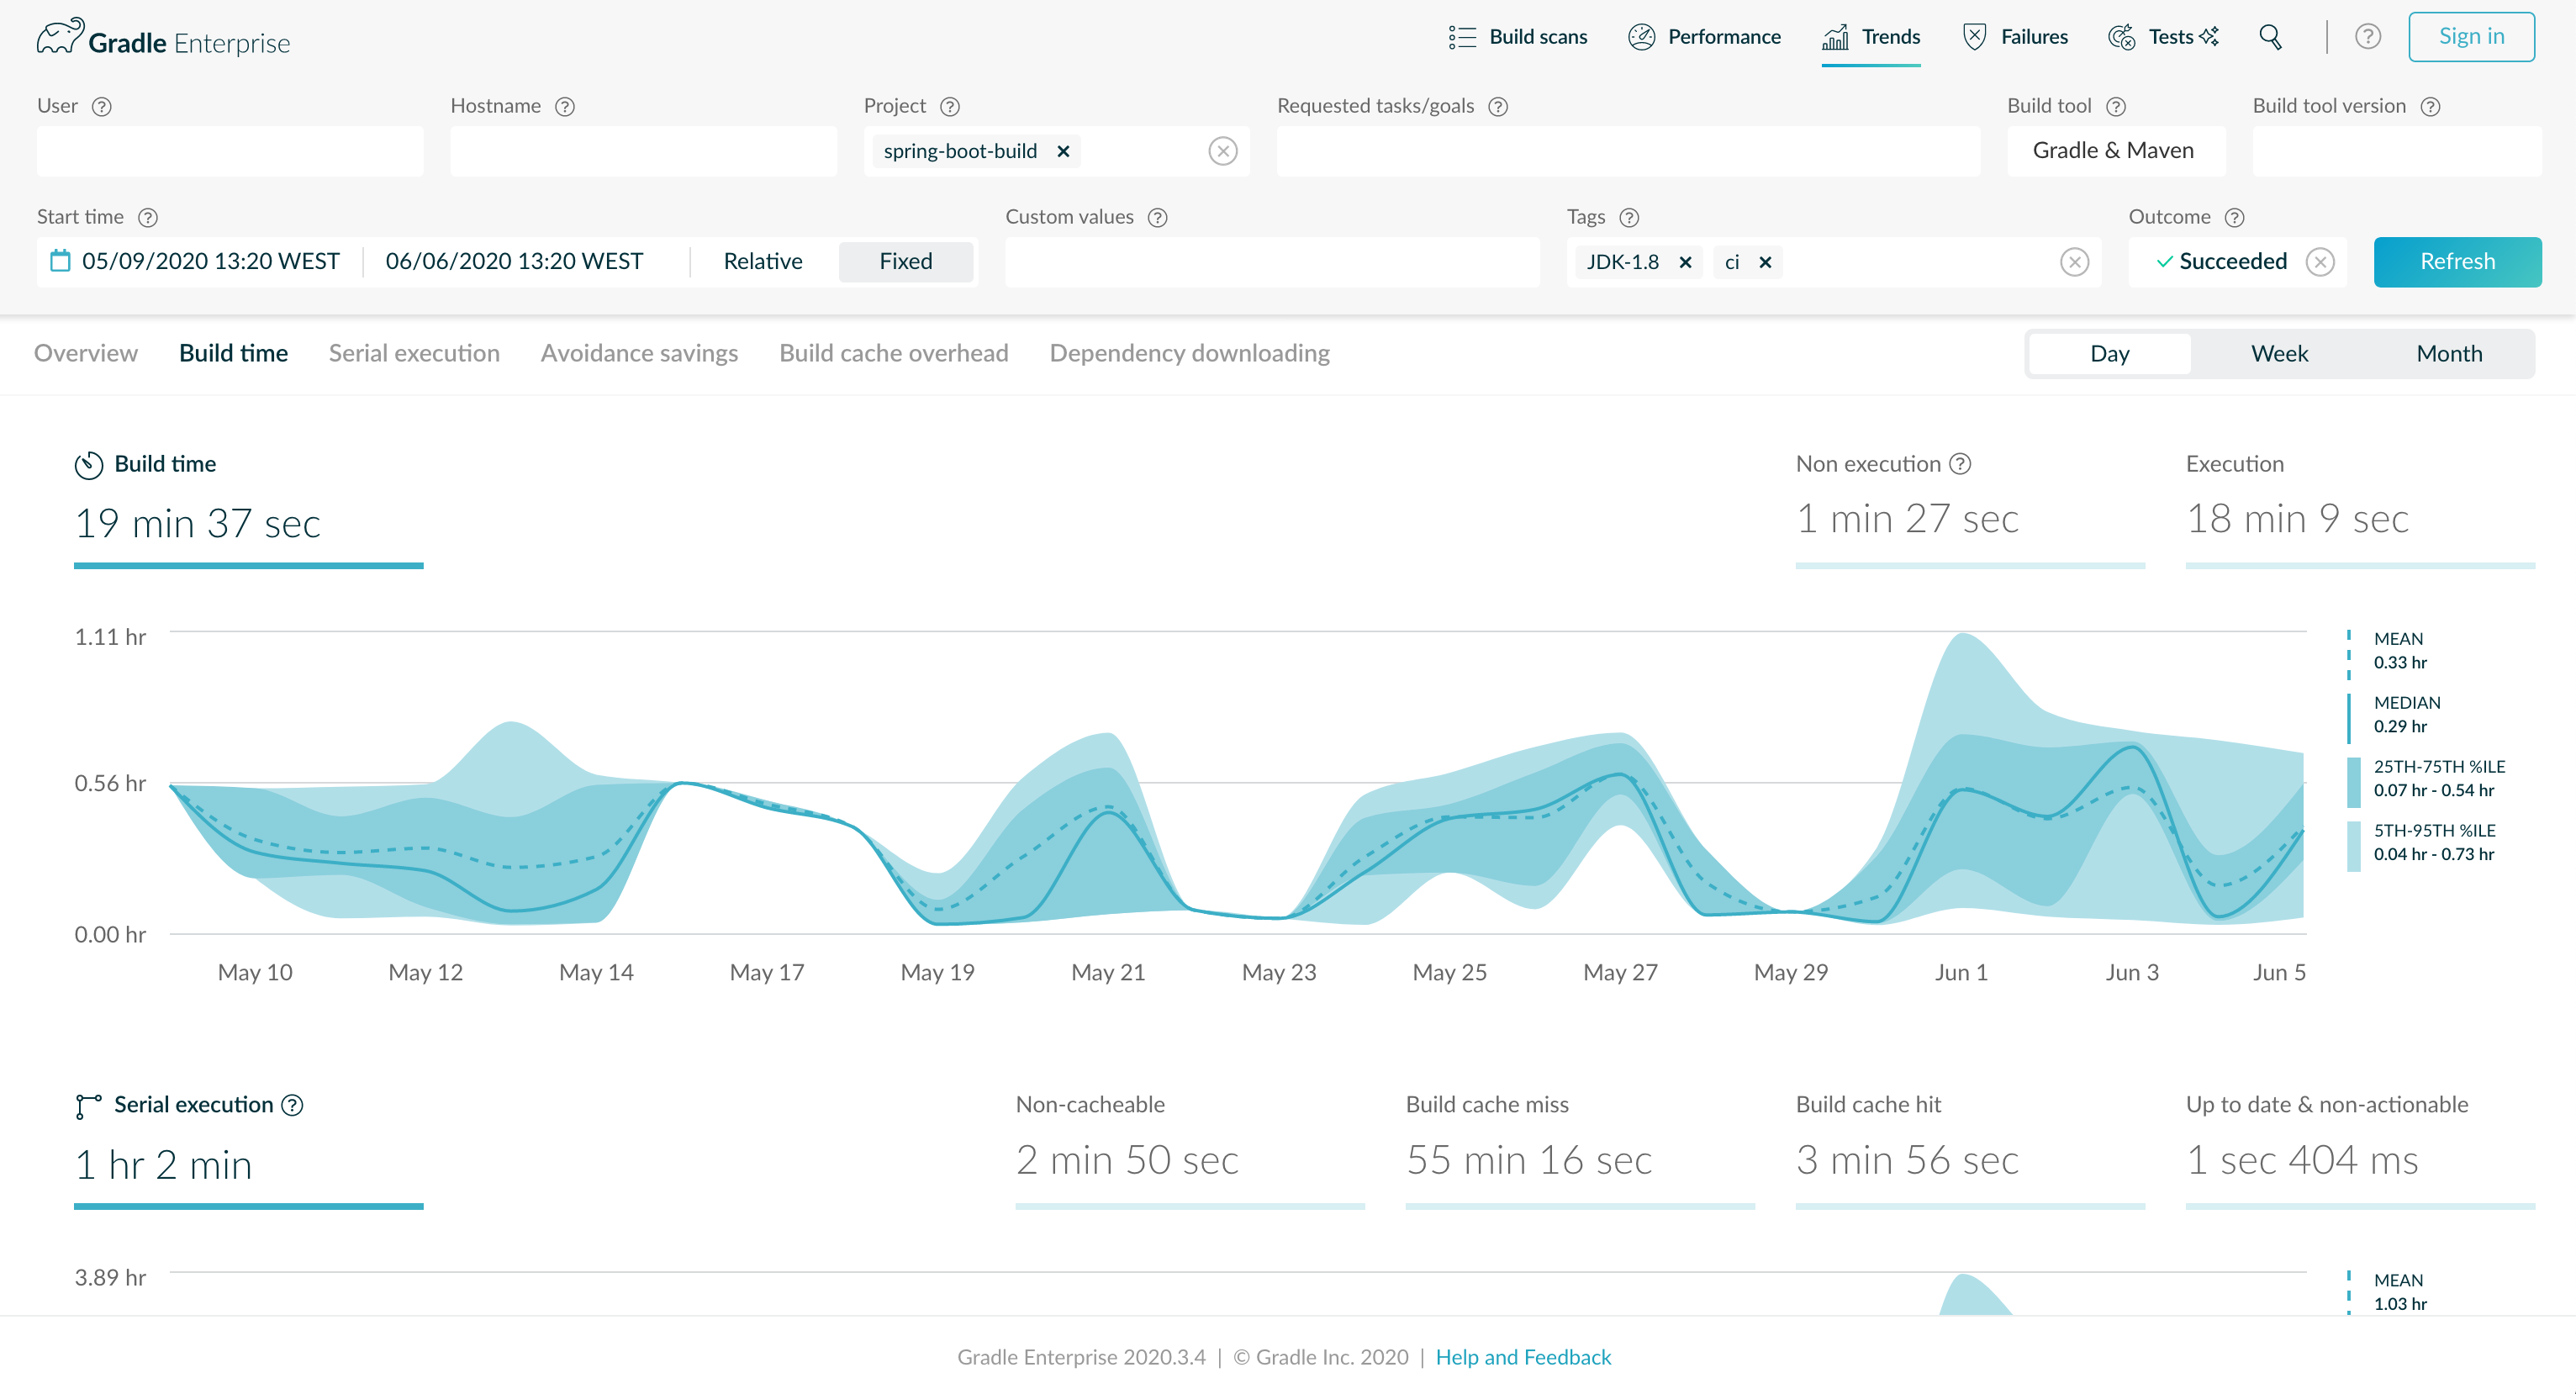 Gradle Enterprise
Build scans
Performance
Trends
Failures
Tests
Sign in
User
Hostname
Project
Requested tasks/goals
Build tool
Build tool version
spring-boot-build
Gradle & Maven
Start time
Custom values
Tags
Outcome
05/09/2020 13:20 WEST
06/06/2020 13:20 WEST
Relative
Fixed
JDK-1.8
ci
Succeeded
Refresh
Overview
Build time
Serial execution
Avoidance savings
Build cache overhead
Dependency downloading
Day
Week
Month
Build time
19 min 37 sec
Non execution
1 min 27 sec
Execution
18 min 9 sec
1.11 hr
0.56 hr
0.00 hr
May 10
May 12
May 14
May 17
May 19
May 21
May 23
May 25
May 27
May 29
Jun 1
Jun 3
Jun 5
MEAN
0.33 hr
MEDIAN
0.29 hr
25TH-75TH %ILE
0.07 hr - 0.54 hr
5TH-95TH %ILE
0.04 hr - 0.73 hr
Serial execution
1 hr 2 min
Non-cacheable
2 min 50 sec
Build cache miss
55 min 16 sec
Build cache hit
3 min 56 sec
Up to date & non-actionable
1 sec 404 ms
3.89 hr
MEAN
1.03 hr
Gradle Enterprise 2020.3.4 | © Gradle Inc. 2020 | Help and Feedback